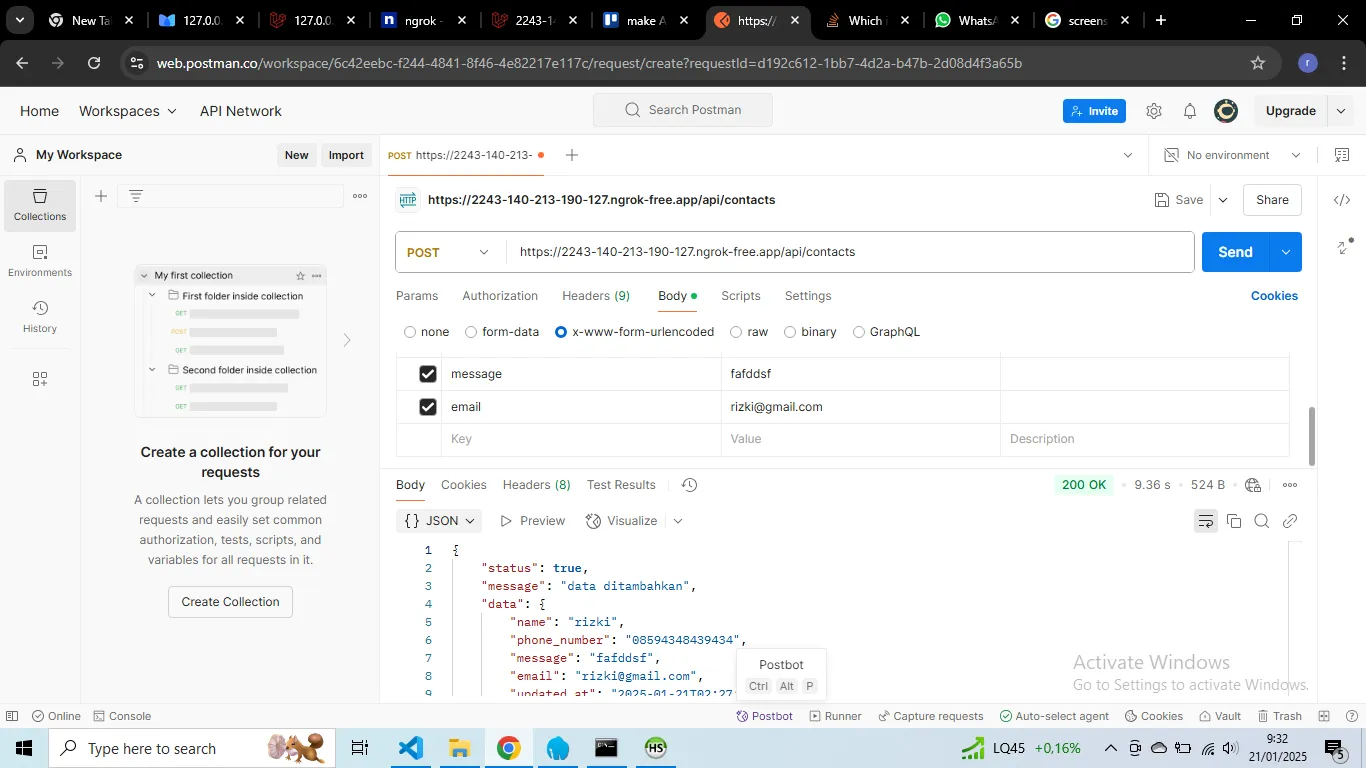 New Tab
127.0.0.
127.0.0.
ngrok -
2243-14
make A
https://
Which i
WhatsA
screens
web.postman.co/workspace/6c42eebc-f244-4841-8f46-4e82217e117c/request/create?requestId=d192c612-1bb7-4d2a-b47b-2d08d4f3a65b
r
Home Workspaces API Network
Search Postman
Invite
Upgrade
My Workspace
New Import
POST https://2243-140-213-
No environment
Collections
Environments
History
My first collection
First folder inside collection
GET
POST
GET
Second folder inside collection
GET
GET
Create a collection for your
requests
A collection lets you group related
requests and easily set common
authorization, tests, scripts, and
variables for all requests in it.
Create Collection
HTTP https://2243-140-213-190-127.ngrok-free.app/api/contacts
Save Share
POST https://2243-140-213-190-127.ngrok-free.app/api/contacts
Send
Params Authorization Headers (9) Body Scripts Settings Cookies
none form-data x-www-form-urlencoded raw binary GraphQL
message fafddsf
email rizki@gmail.com
Key Value Description
Body Cookies Headers (8) Test Results
200 OK • 9.36 s • 524 B
{} JSON Preview Visualize
1 {
2 "status": true,
3 "message": "data ditambahkan",
4 "data": {
5 "name": "rizki",
6 "phone_number": "08594348439434",
7 "message": "fafddsf",
8 "email": "rizki@gmail.com",
9 "updated_at": "2025-01-21T02:27:
Postbot
Ctrl Alt P
Activate Windows
Go to Settings to activate Windows.
Online Console
Postbot Runner Capture requests Auto-select agent Cookies Vault Trash
Type here to search
HS
LQ45 +0,16%
9:32
21/01/2025
5